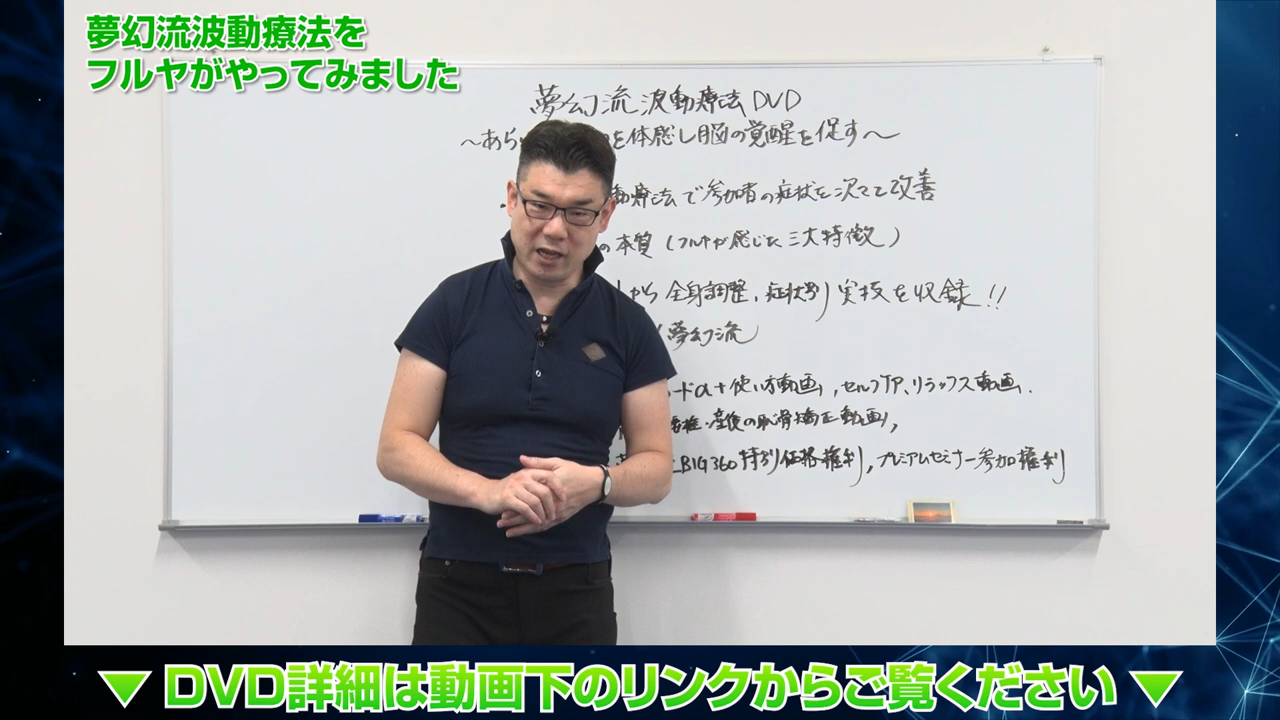 夢幻流波動療法を
フルヤがやってみました
夢幻流波動療法DVD
〜あら を体感し脳の覚醒を促す〜
動療法で参加者の症状を次々と改善
の本質（フルヤが感じた三大特徴）
から全身調整、症状別実技を収録!!
夢幻流
ードα+使い方動画、セルフケア、リラックス動画、
産後の骨盤矯正動画、
BIG360特別価格権利、プレミアムセミナー参加権利
▼DVD詳細は動画下のリンクからご覧ください▼